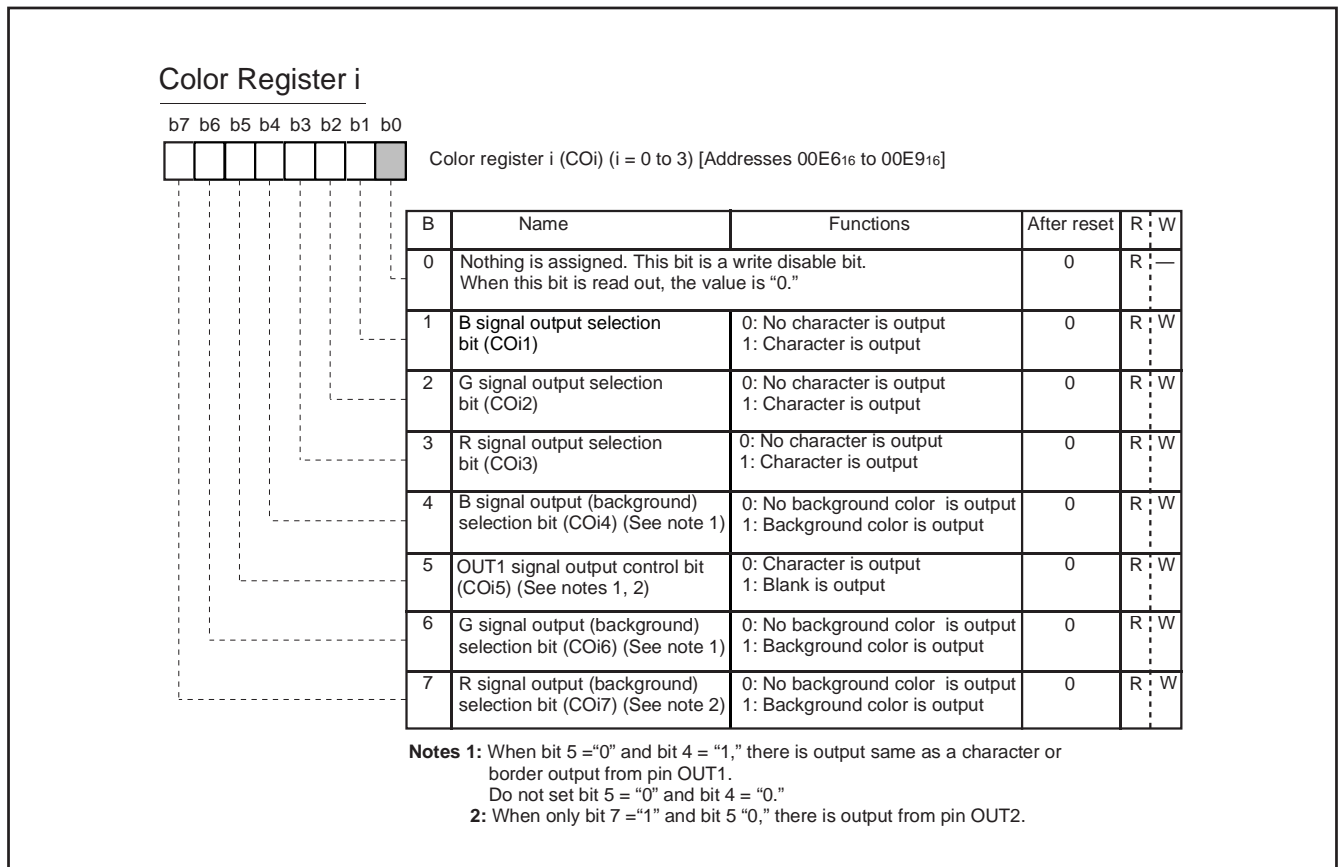 Color Register i
b7 b6 b5 b4 b3 b2 b1 b0
Color register i (COi) (i = 0 to 3) [Addresses 00E616 to 00E916]
B Name Functions After reset R W
0 Nothing is assigned. This bit is a write disable bit. 0 R —
When this bit is read out, the value is “0.”
1 B signal output selection 0: No character is output 0 R W
bit (COi1) 1: Character is output
2 G signal output selection 0: No character is output 0 R W
bit (COi2) 1: Character is output
3 R signal output selection 0: No character is output 0 R W
bit (COi3) 1: Character is output
4 B signal output (background) 0: No background color is output 0 R W
selection bit (COi4) (See note 1) 1: Background color is output
5 OUT1 signal output control bit 0: Character is output 0 R W
(COi5) (See notes 1, 2) 1: Blank is output
6 G signal output (background) 0: No background color is output 0 R W
selection bit (COi6) (See note 1) 1: Background color is output
7 R signal output (background) 0: No background color is output 0 R W
selection bit (COi7) (See note 2) 1: Background color is output
Notes 1: When bit 5 =“0” and bit 4 = “1,” there is output same as a character or
border output from pin OUT1.
Do not set bit 5 = “0” and bit 4 = “0.”
2: When only bit 7 =“1” and bit 5 “0,” there is output from pin OUT2.